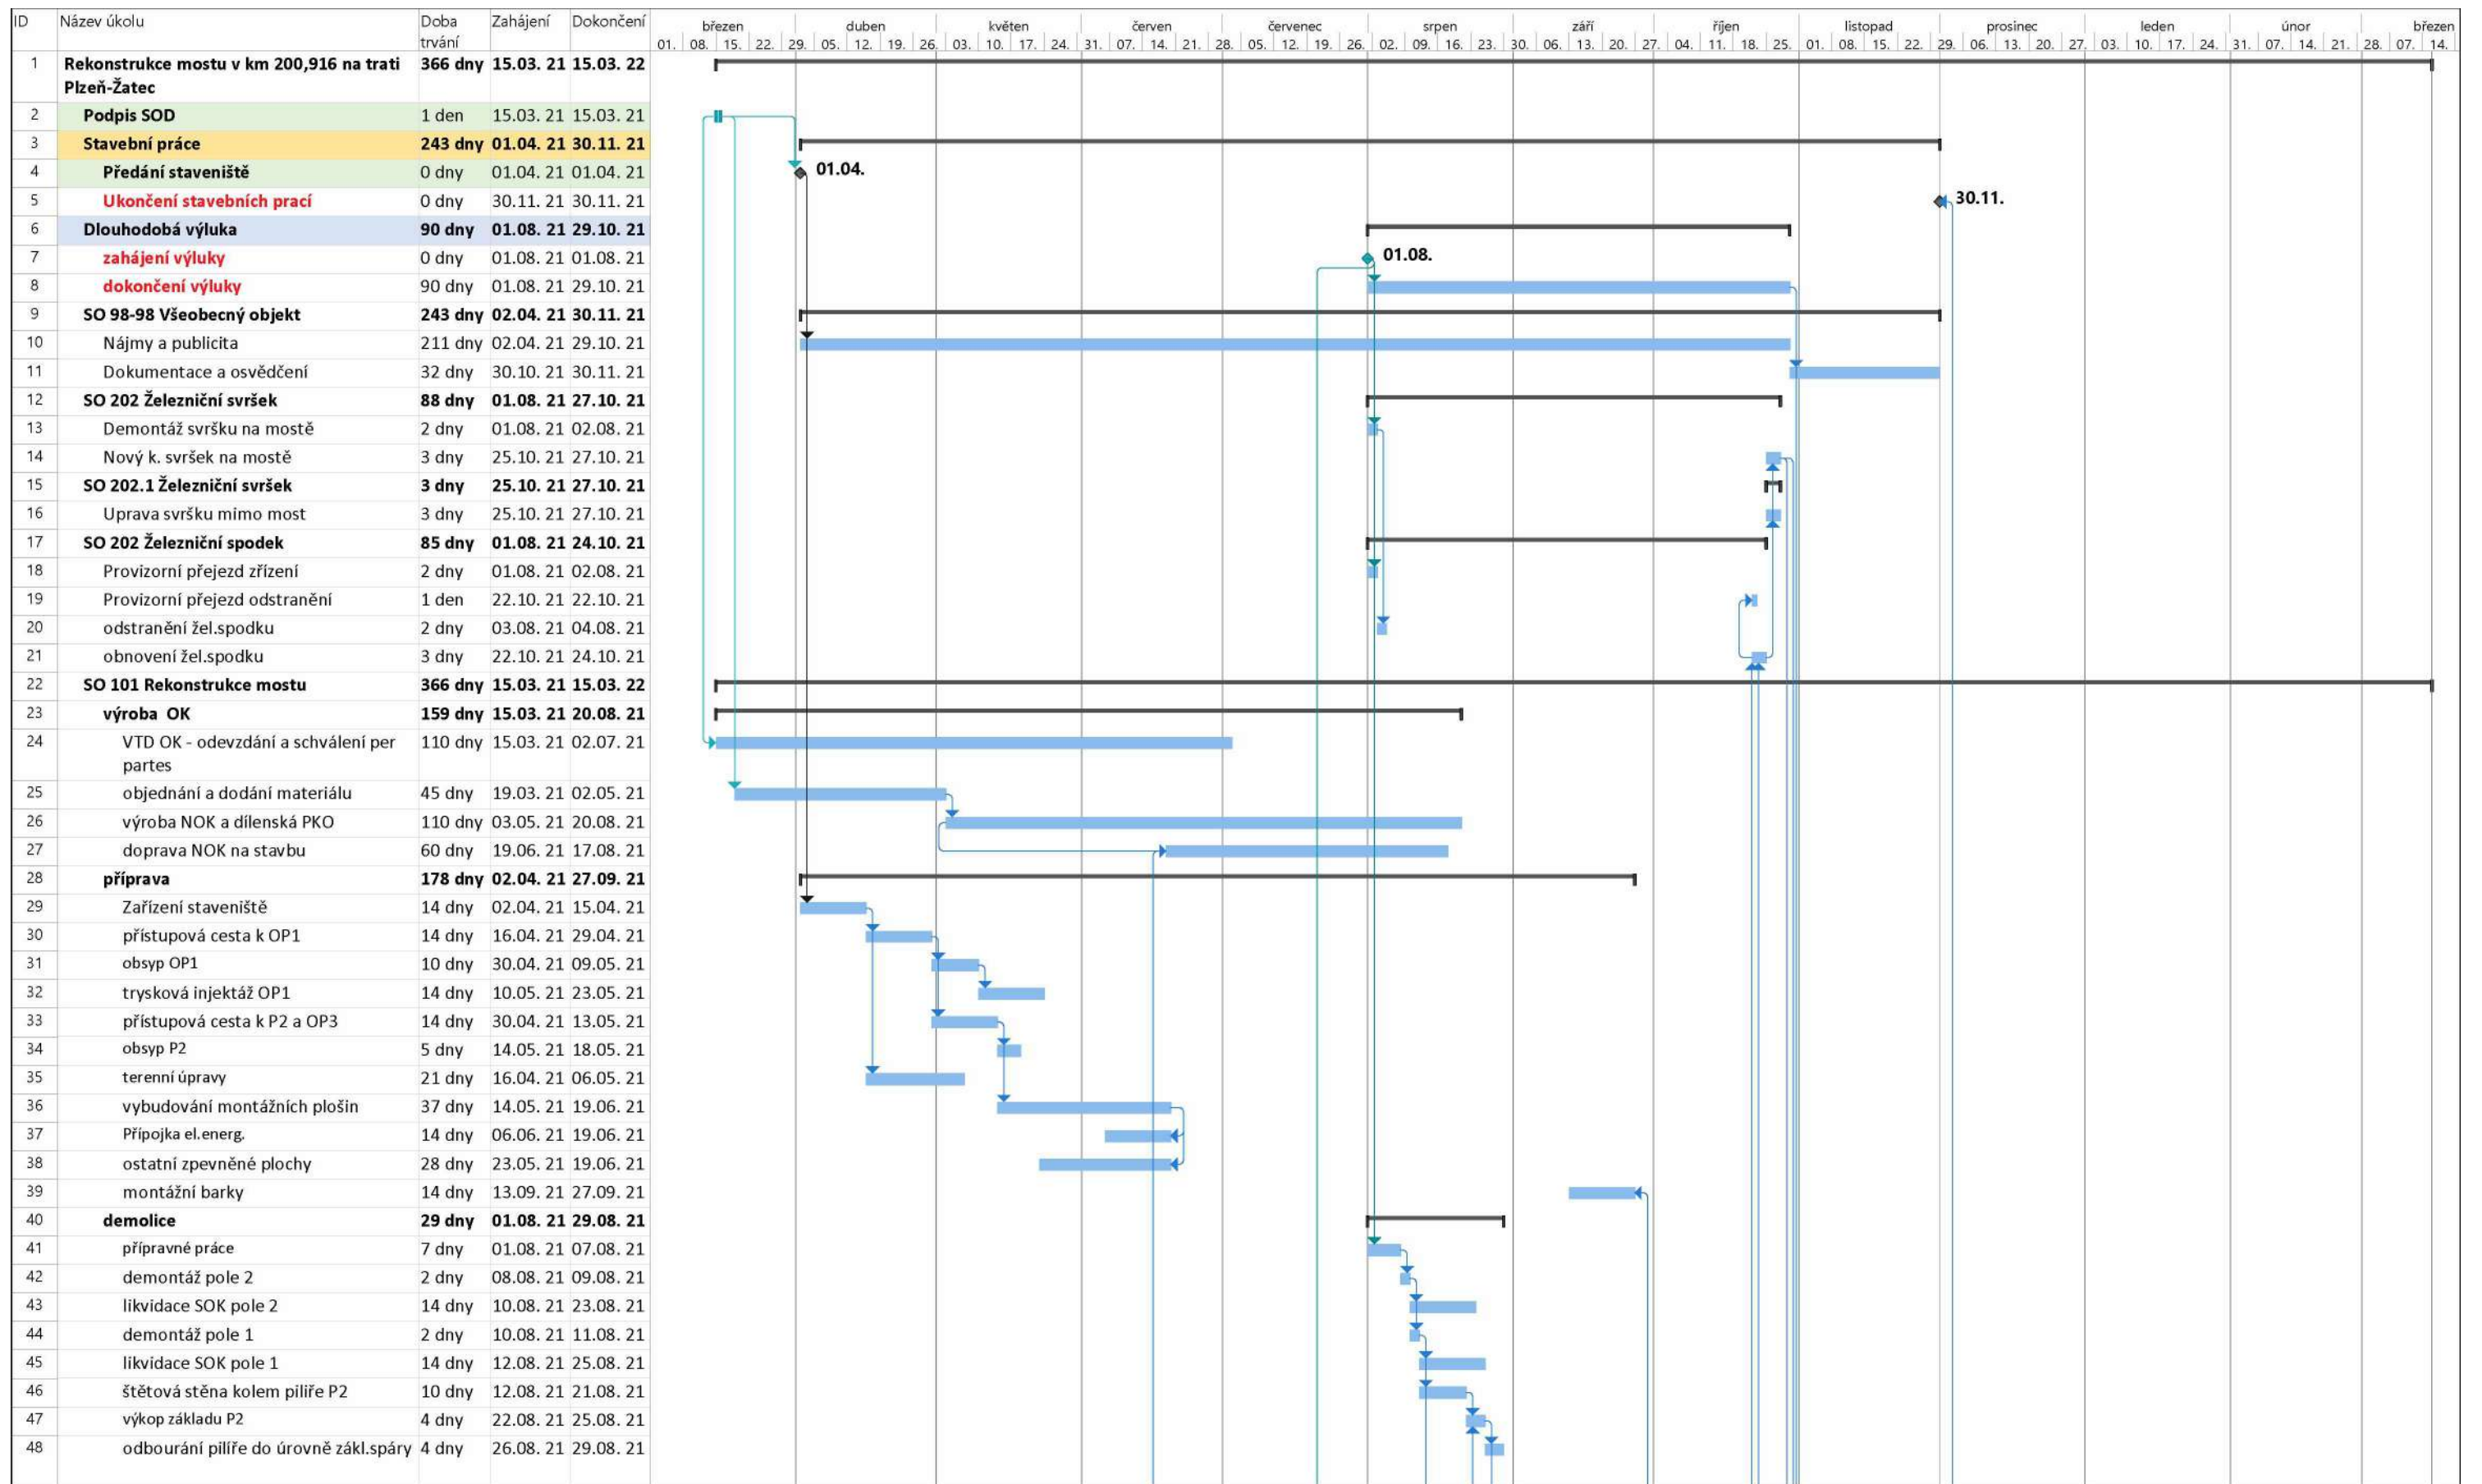 ID Název úkolu Doba trvání Zahájení Dokončení březen duben květen červen červenec srpen září říjen listopad prosinec leden únor březen
01. 08. 15. 22. 29. 05. 12. 19. 26. 03. 10. 17. 24. 31. 07. 14. 21. 28. 05. 12. 19. 26. 02. 09. 16. 23. 30. 06. 13. 20. 27. 04. 11. 18. 25. 01. 08. 15. 22. 29. 06. 13. 20. 27. 03. 10. 17. 24. 31. 07. 14. 21. 28. 07. 14.
1 Rekonstrukce mostu v km 200,916 na trati 366 dny 15.03. 21 15.03. 22
Plzeň-Žatec
2 Podpis SOD 1 den 15.03. 21 15.03. 21
3 Stavební práce 243 dny 01.04. 21 30.11. 21
4 Předání staveniště 0 dny 01.04. 21 01.04. 21 01.04.
5 Ukončení stavebních prací 0 dny 30.11. 21 30.11. 21 30.11.
6 Dlouhodobá výluka 90 dny 01.08. 21 29.10. 21
7 zahájení výluky 0 dny 01.08. 21 01.08. 21 01.08.
8 dokončení výluky 90 dny 01.08. 21 29.10. 21
9 SO 98-98 Všeobecný objekt 243 dny 02.04. 21 30.11. 21
10 Nájmy a publicita 211 dny 02.04. 21 29.10. 21
11 Dokumentace a osvědčení 32 dny 30.10. 21 30.11. 21
12 SO 202 Železniční svršek 88 dny 01.08. 21 27.10. 21
13 Demontáž svršku na mostě 2 dny 01.08. 21 02.08. 21
14 Nový k. svršek na mostě 3 dny 25.10. 21 27.10. 21
15 SO 202.1 Železniční svršek 3 dny 25.10. 21 27.10. 21
16 Uprava svršku mimo most 3 dny 25.10. 21 27.10. 21
17 SO 202 Železniční spodek 85 dny 01.08. 21 24.10. 21
18 Provizorní přejezd zřízení 2 dny 01.08. 21 02.08. 21
19 Provizorní přejezd odstranění 1 den 22.10. 21 22.10. 21
20 odstranění žel.spodku 2 dny 03.08. 21 04.08. 21
21 obnovení žel.spodku 3 dny 22.10. 21 24.10. 21
22 SO 101 Rekonstrukce mostu 366 dny 15.03. 21 15.03. 22
23 výroba OK 159 dny 15.03. 21 20.08. 21
24 VTD OK - odevzdání a schválení per 110 dny 15.03. 21 02.07. 21
partes
25 objednání a dodání materiálu 45 dny 19.03. 21 02.05. 21
26 výroba NOK a dílenská PKO 110 dny 03.05. 21 20.08. 21
27 doprava NOK na stavbu 60 dny 19.06. 21 17.08. 21
28 příprava 178 dny 02.04. 21 27.09. 21
29 Zařízení staveniště 14 dny 02.04. 21 15.04. 21
30 přístupová cesta k OP1 14 dny 16.04. 21 29.04. 21
31 obsyp OP1 10 dny 30.04. 21 09.05. 21
32 trysková injektáž OP1 14 dny 10.05. 21 23.05. 21
33 přístupová cesta k P2 a OP3 14 dny 30.04. 21 13.05. 21
34 obsyp P2 5 dny 14.05. 21 18.05. 21
35 terenní úpravy 21 dny 16.04. 21 06.05. 21
36 vybudování montážních plošin 37 dny 14.05. 21 19.06. 21
37 Přípojka el.energ. 14 dny 06.06. 21 19.06. 21
38 ostatní zpevněné plochy 28 dny 23.05. 21 19.06. 21
39 montážní barky 14 dny 13.09. 21 27.09. 21
40 demolice 29 dny 01.08. 21 29.08. 21
41 přípravné práce 7 dny 01.08. 21 07.08. 21
42 demontáž pole 2 2 dny 08.08. 21 09.08. 21
43 likvidace SOK pole 2 14 dny 10.08. 21 23.08. 21
44 demontáž pole 1 2 dny 10.08. 21 11.08. 21
45 likvidace SOK pole 1 14 dny 12.08. 21 25.08. 21
46 štětová stěna kolem piliře P2 10 dny 12.08. 21 21.08. 21
47 výkop základu P2 4 dny 22.08. 21 25.08. 21
48 odbourání pilíře do úrovně zákl.spáry 4 dny 26.08. 21 29.08. 21